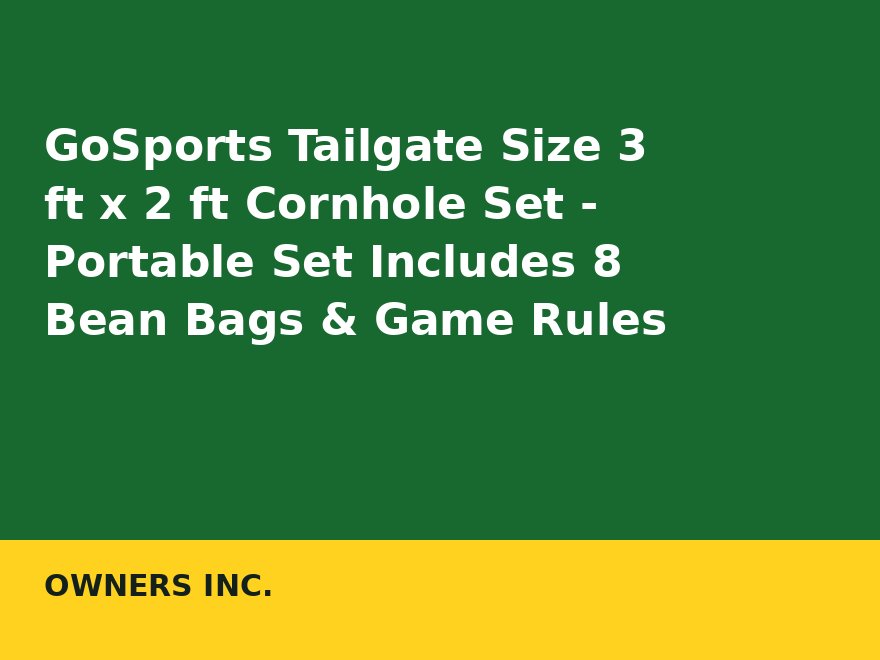 GoSports Tailgate Size 3
ft x 2 ft Cornhole Set -
Portable Set Includes 8
Bean Bags & Game Rules
OWNERS INC.